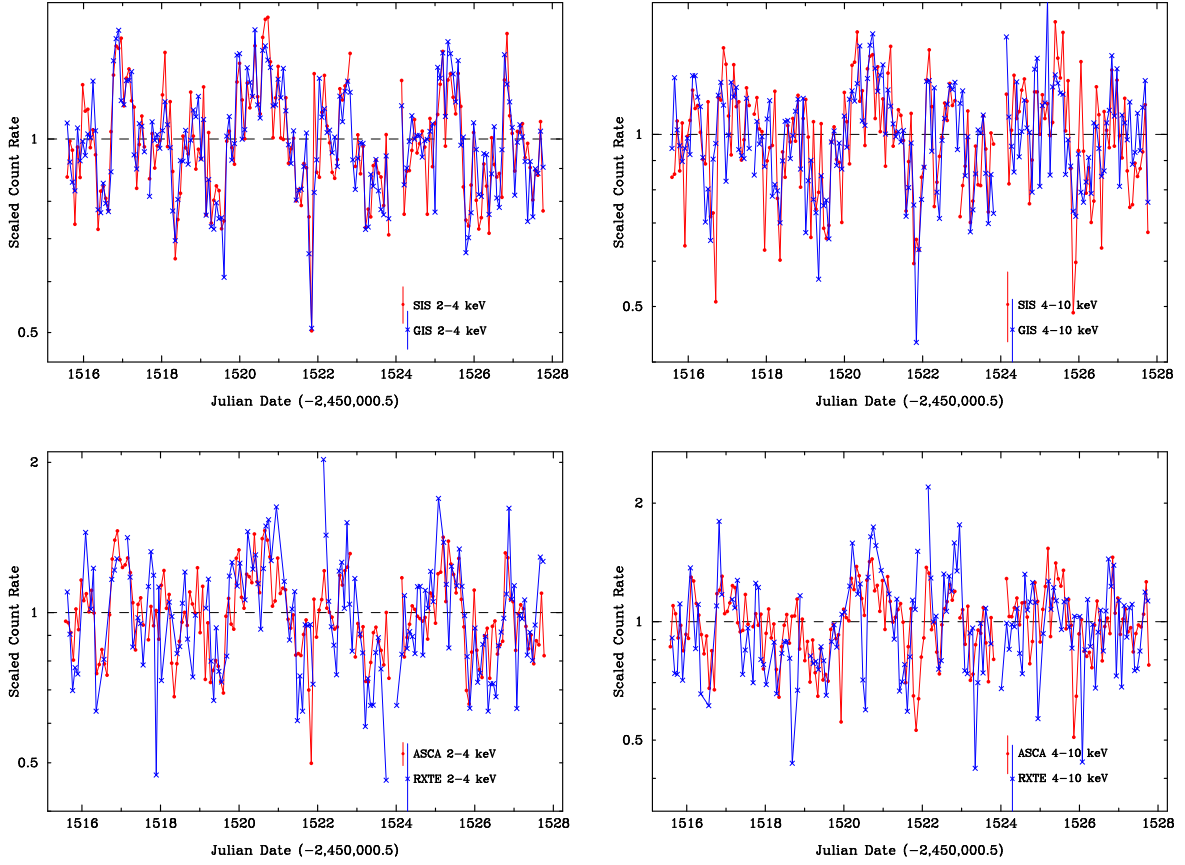 Scaled Count Rate
1
0.5
SIS 2−4 keV
GIS 2−4 keV
1516 1518 1520 1522 1524 1526 1528
Julian Date (−2,450,000.5)
Scaled Count Rate
1
0.5
SIS 4−10 keV
GIS 4−10 keV
1516 1518 1520 1522 1524 1526 1528
Julian Date (−2,450,000.5)
Scaled Count Rate
2
1
0.5
ASCA 2−4 keV
RXTE 2−4 keV
1516 1518 1520 1522 1524 1526 1528
Julian Date (−2,450,000.5)
Scaled Count Rate
2
1
0.5
ASCA 4−10 keV
RXTE 4−10 keV
1516 1518 1520 1522 1524 1526 1528
Julian Date (−2,450,000.5)